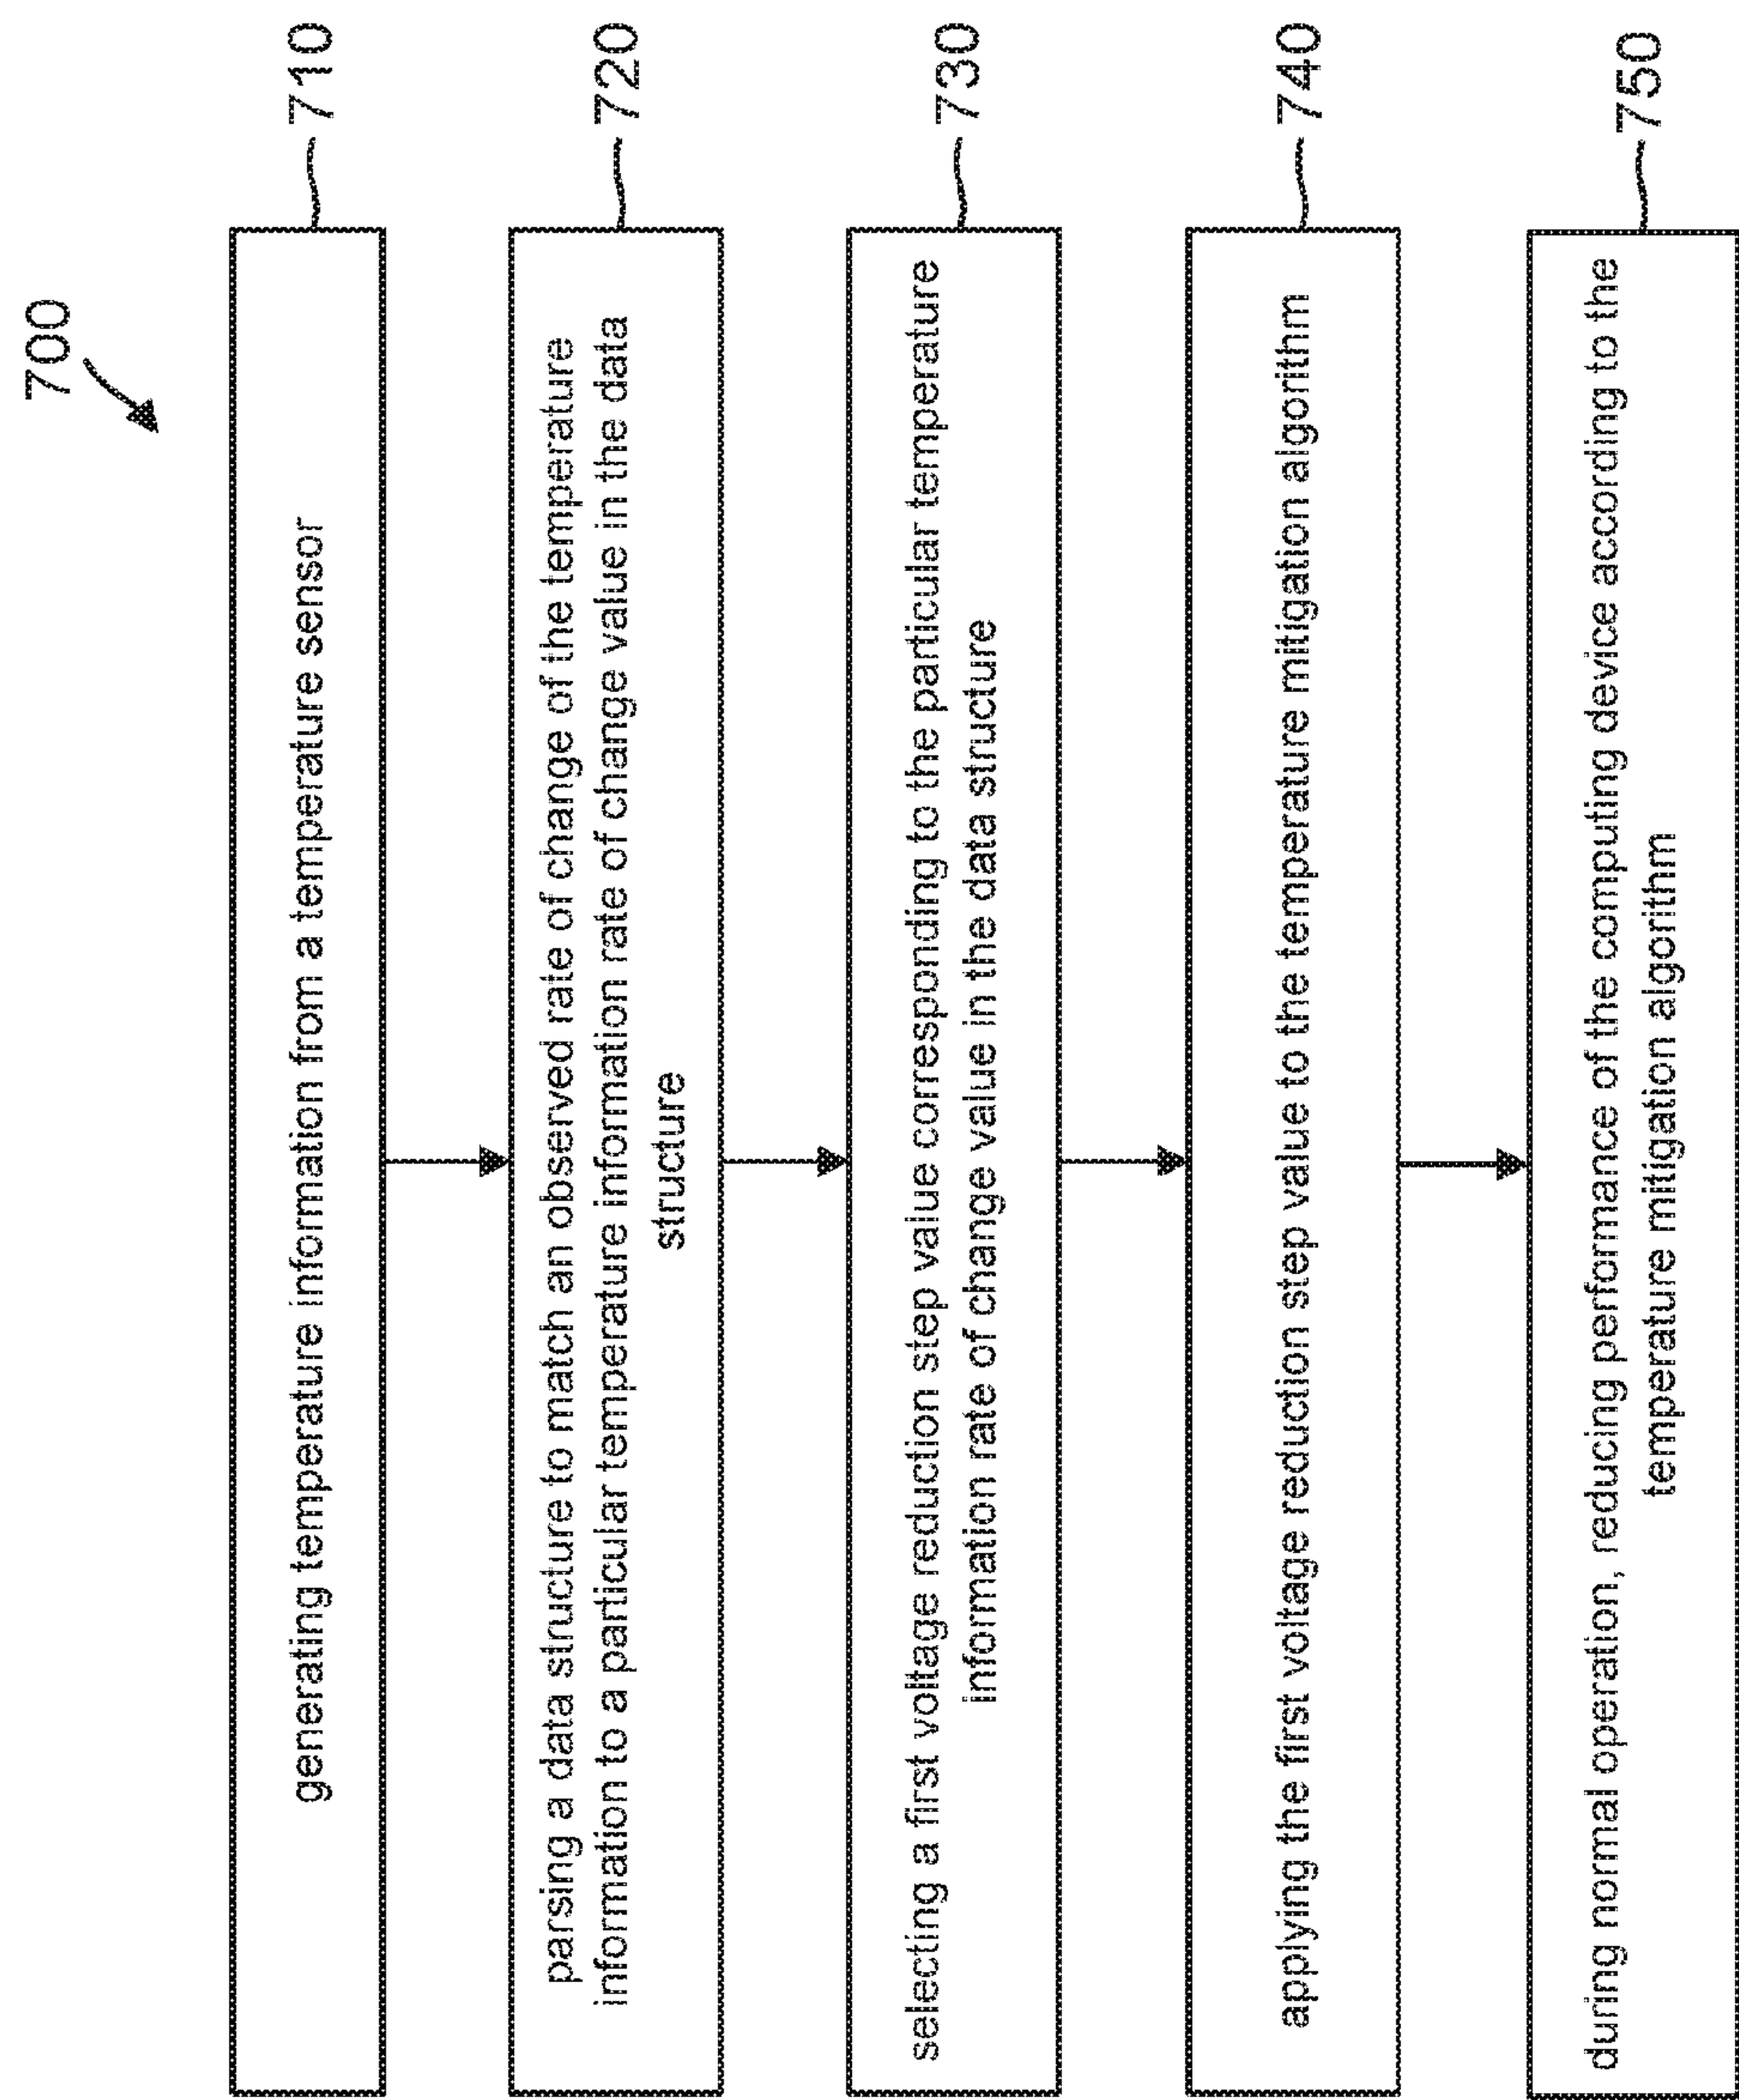 700
generating temperature information from a temperature sensor
710
parsing a data structure to match an observed rate of change of the temperature
information to a particular temperature information rate of change value in the data
structure
720
selecting a first voltage reduction step value corresponding to the particular temperature
information rate of change value in the data structure
730
applying the first voltage reduction step value to the temperature mitigation algorithm
740
during normal operation, reducing performance of the computing device according to the
temperature mitigation algorithm
750